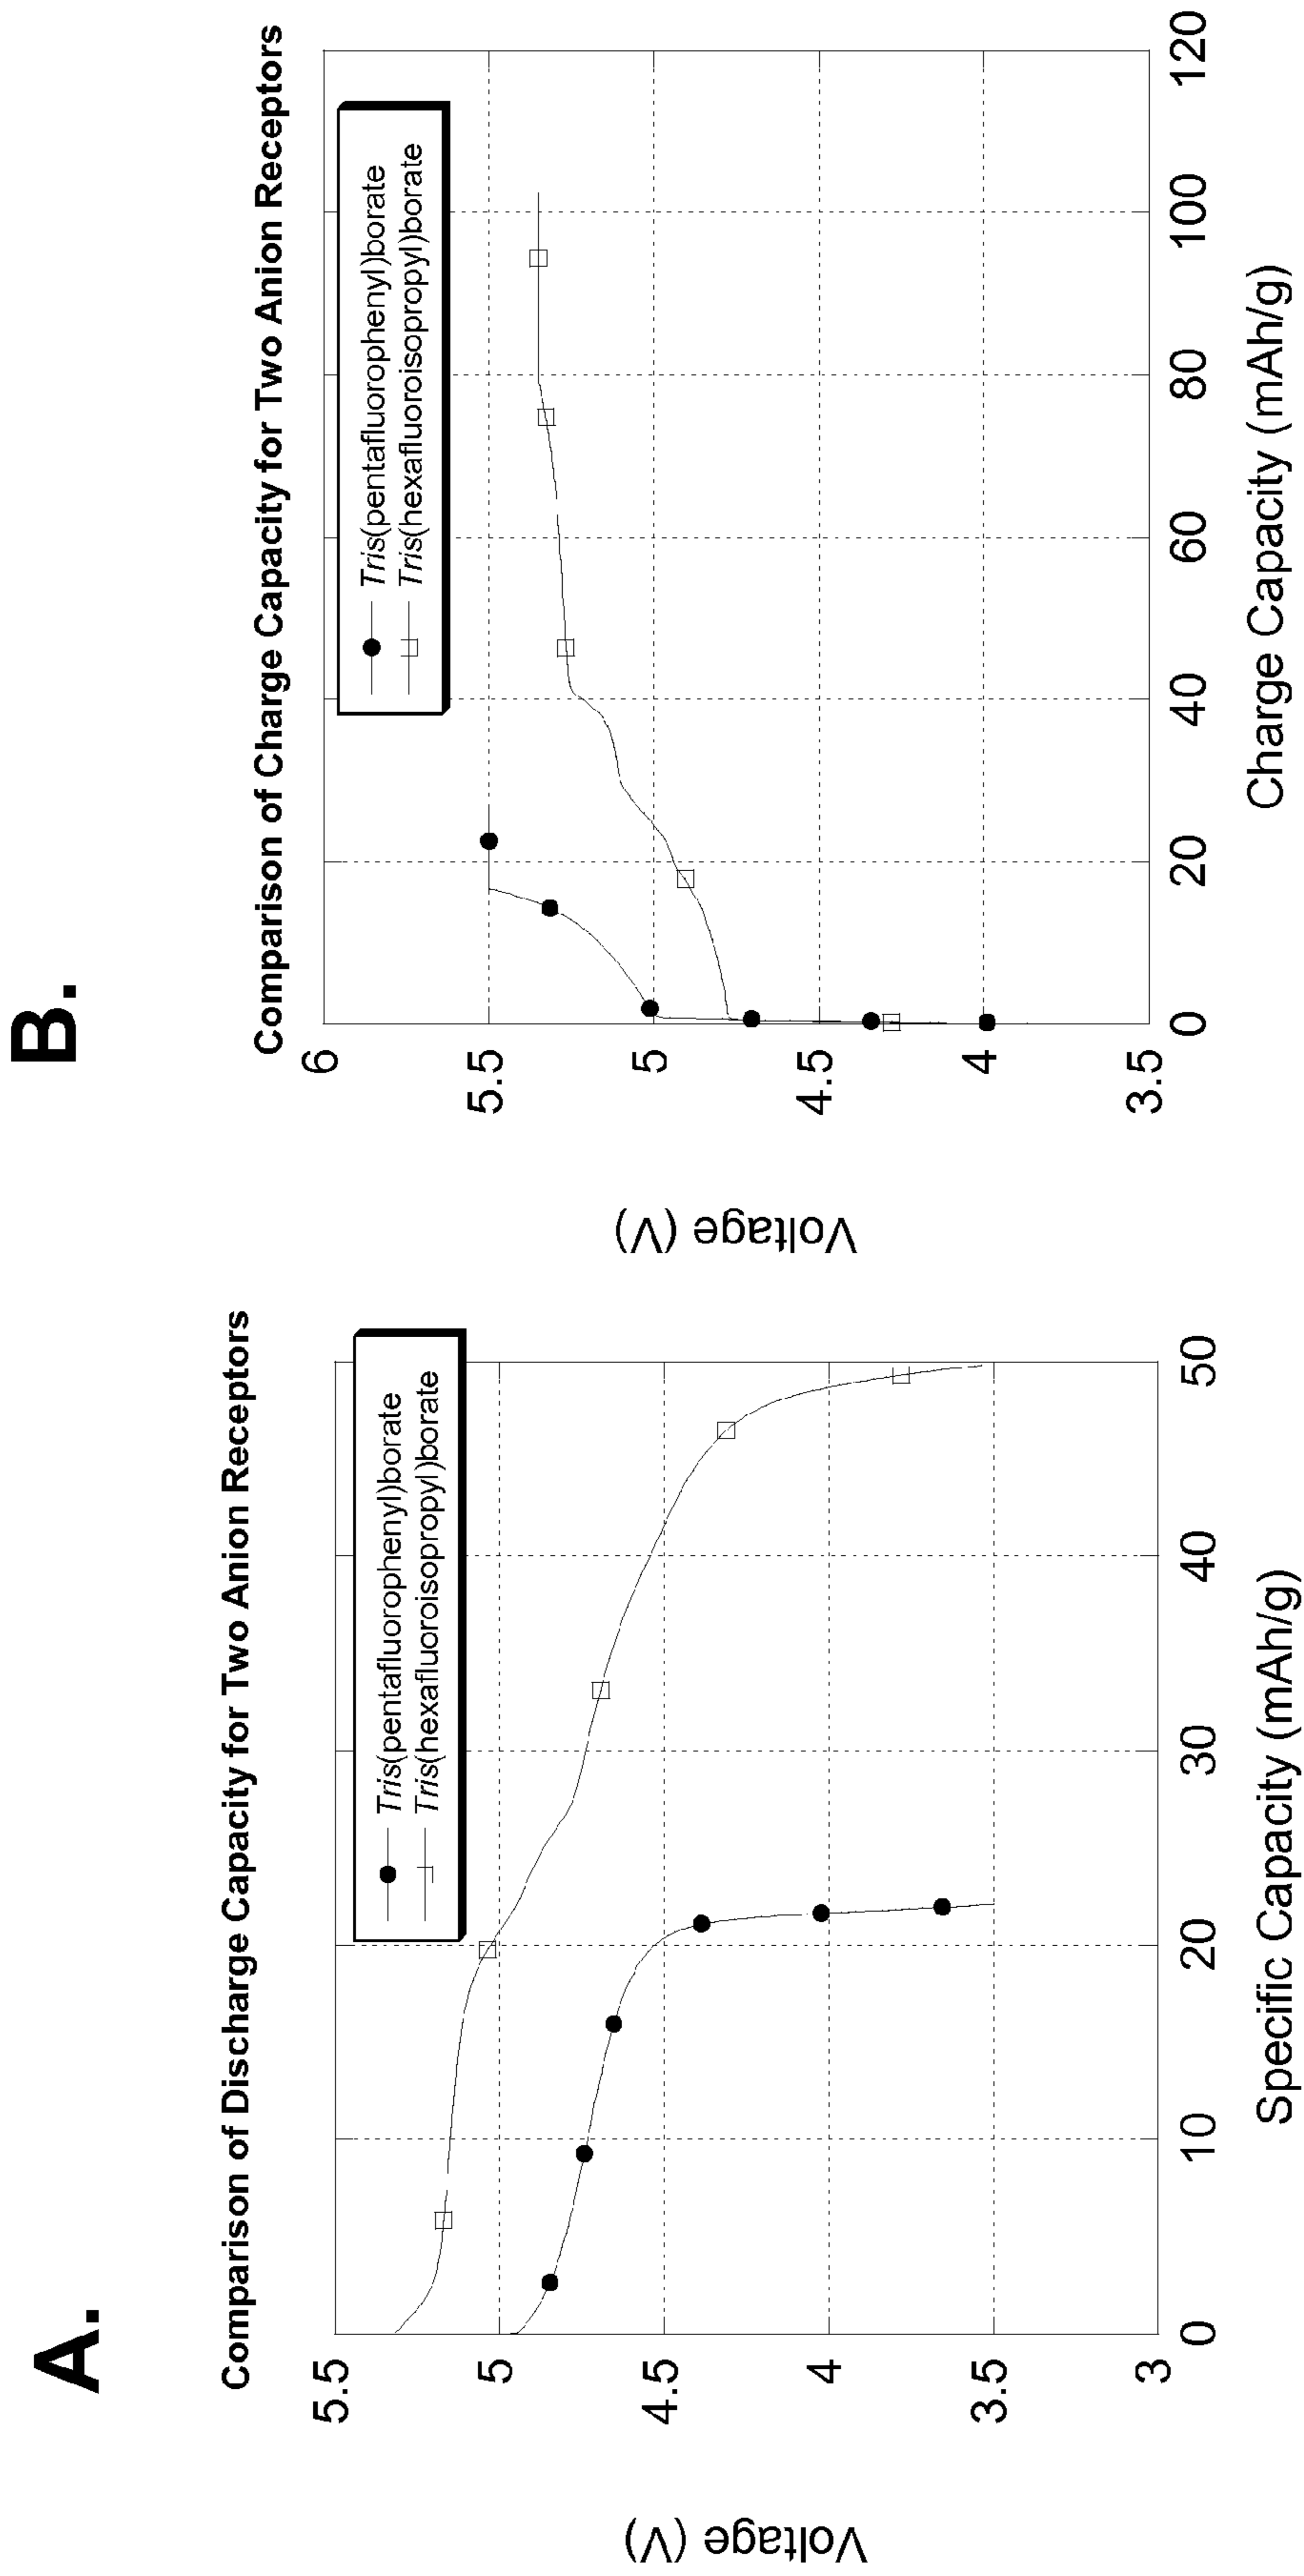 A.
Comparison of Discharge Capacity for Two Anion Receptors
Tris(pentafluorophenyl)borate
Tris(hexafluoroisopropyl)borate
5.5
5
4.5
4
3.5
3
Voltage (V)
0
10
20
30
40
50
Specific Capacity (mAh/g)
B.
Comparison of Charge Capacity for Two Anion Receptors
Tris(pentafluorophenyl)borate
Tris(hexafluoroisopropyl)borate
6
5.5
5
4.5
4
3.5
Voltage (V)
0
20
40
60
80
100
120
Charge Capacity (mAh/g)